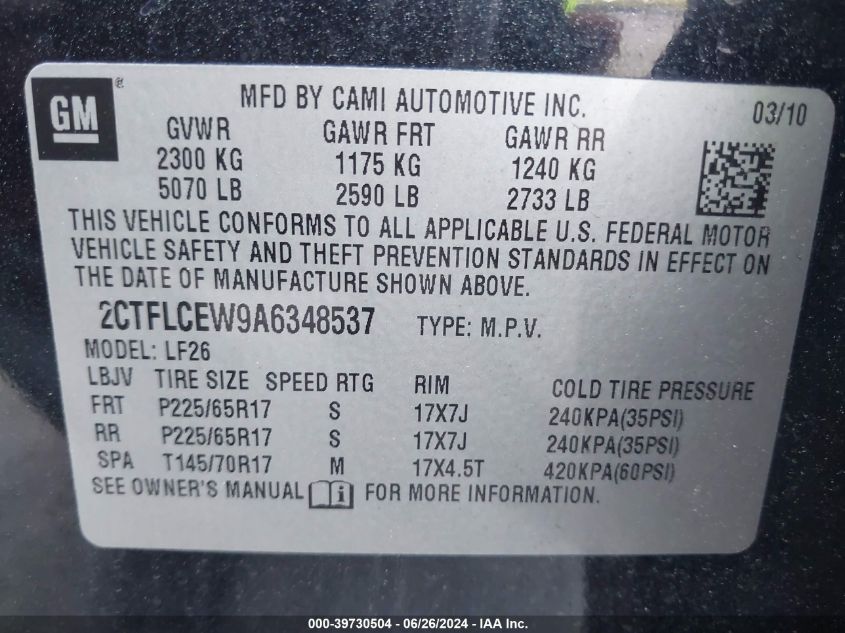 GM ®
MFD BY CAMI AUTOMOTIVE INC. 03/10
GVWR GAWR FRT GAWR RR
2300 KG 1175 KG 1240 KG
5070 LB 2590 LB 2733 LB
THIS VEHICLE CONFORMS TO ALL APPLICABLE U.S. FEDERAL MOTOR
VEHICLE SAFETY AND THEFT PREVENTION STANDARDS IN EFFECT ON
THE DATE OF MANUFACTURE SHOWN ABOVE.
2CTFLCEW9A6348537 TYPE: M.P.V.
MODEL: LF26
LBJV TIRE SIZE SPEED RTG RIM COLD TIRE PRESSURE
FRT P225/65R17 S 17X7J 240KPA(35PSI)
RR P225/65R17 S 17X7J 240KPA(35PSI)
SPA T145/70R17 M 17X4.5T 420KPA(60PSI)
SEE OWNER'S MANUAL i FOR MORE INFORMATION.
000-39730504 / 06/26/2024 - IAA Inc.